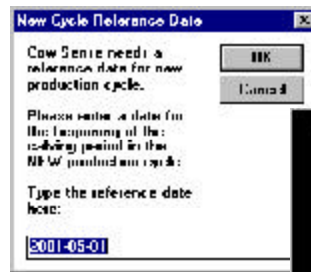 New Cycle Reference Date
Cow Sense needs a
reference date for new
production cycle.
Please enter a date for
the beginning of the
calving period in the
NEW production cycle:
Type the reference date
here:
2001-05-01
OK
Cancel